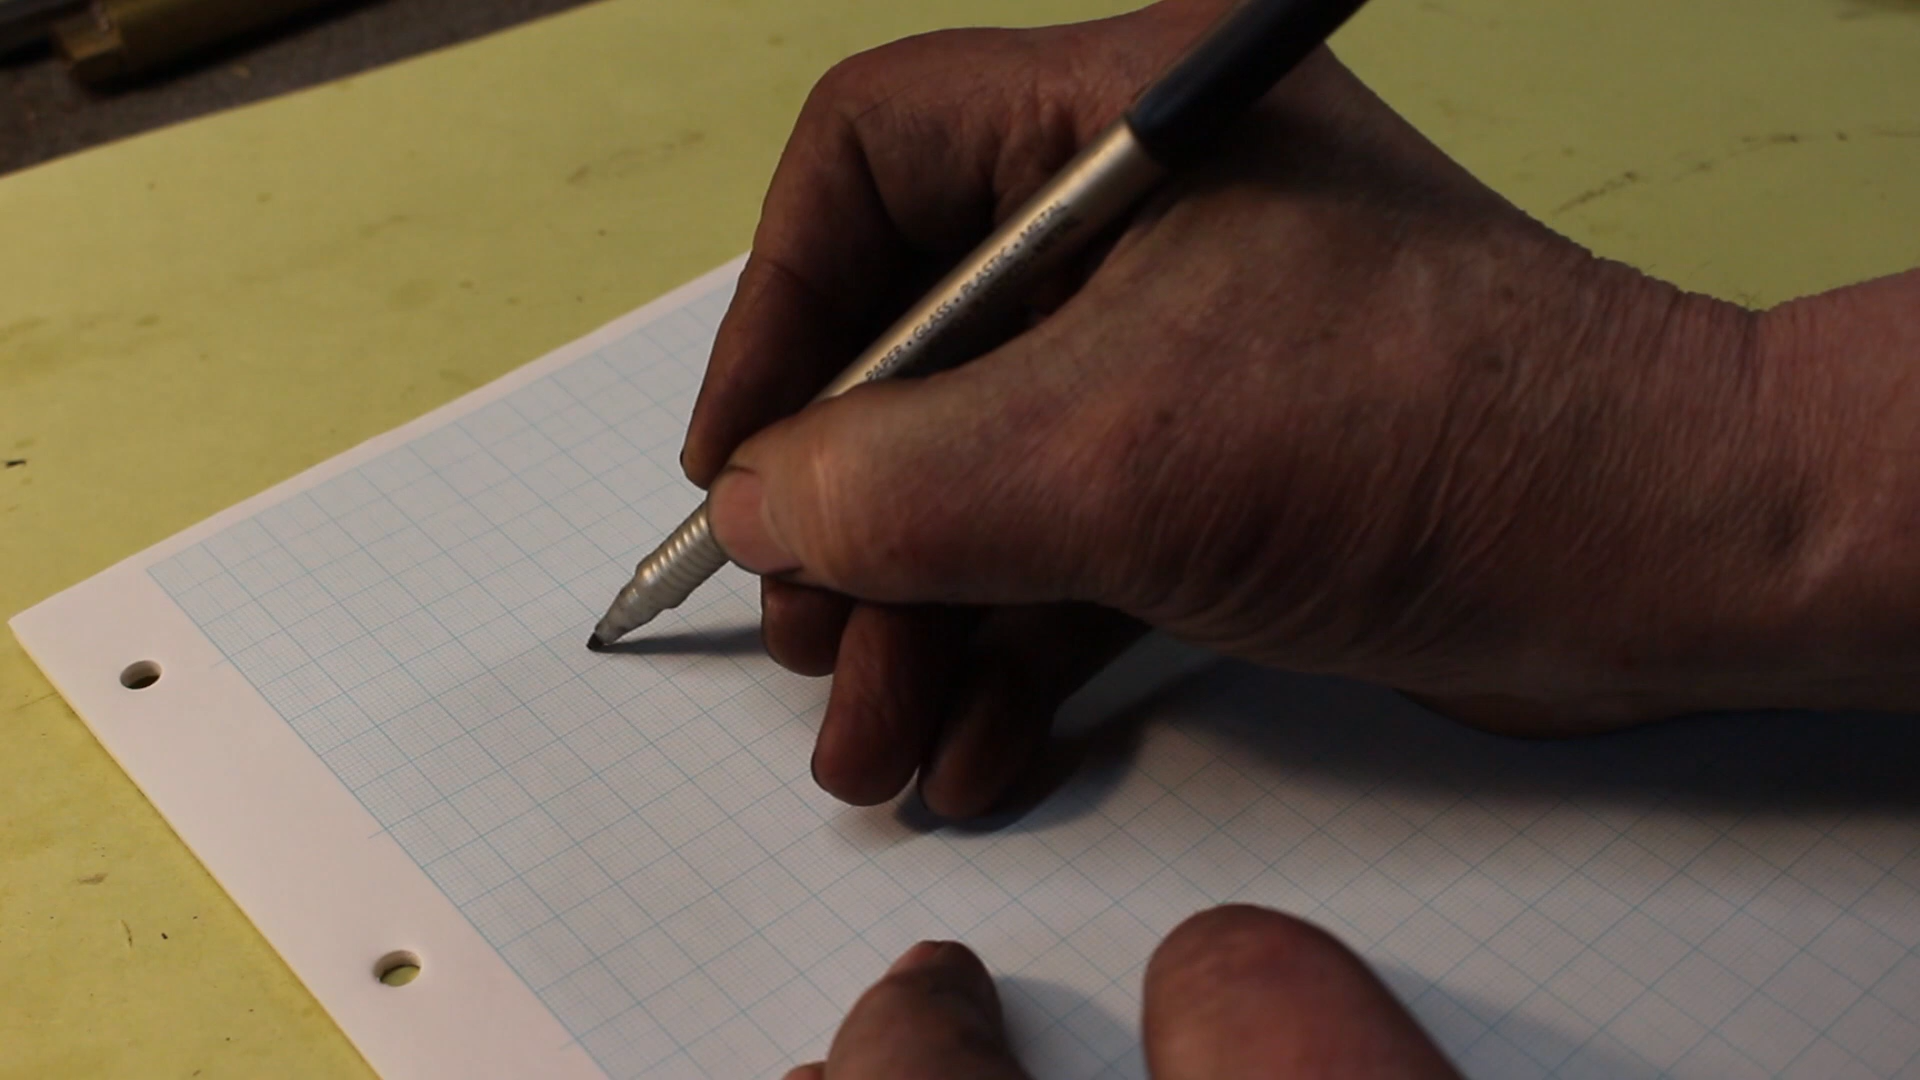 PAPER • GLASS • PLASTIC • METAL